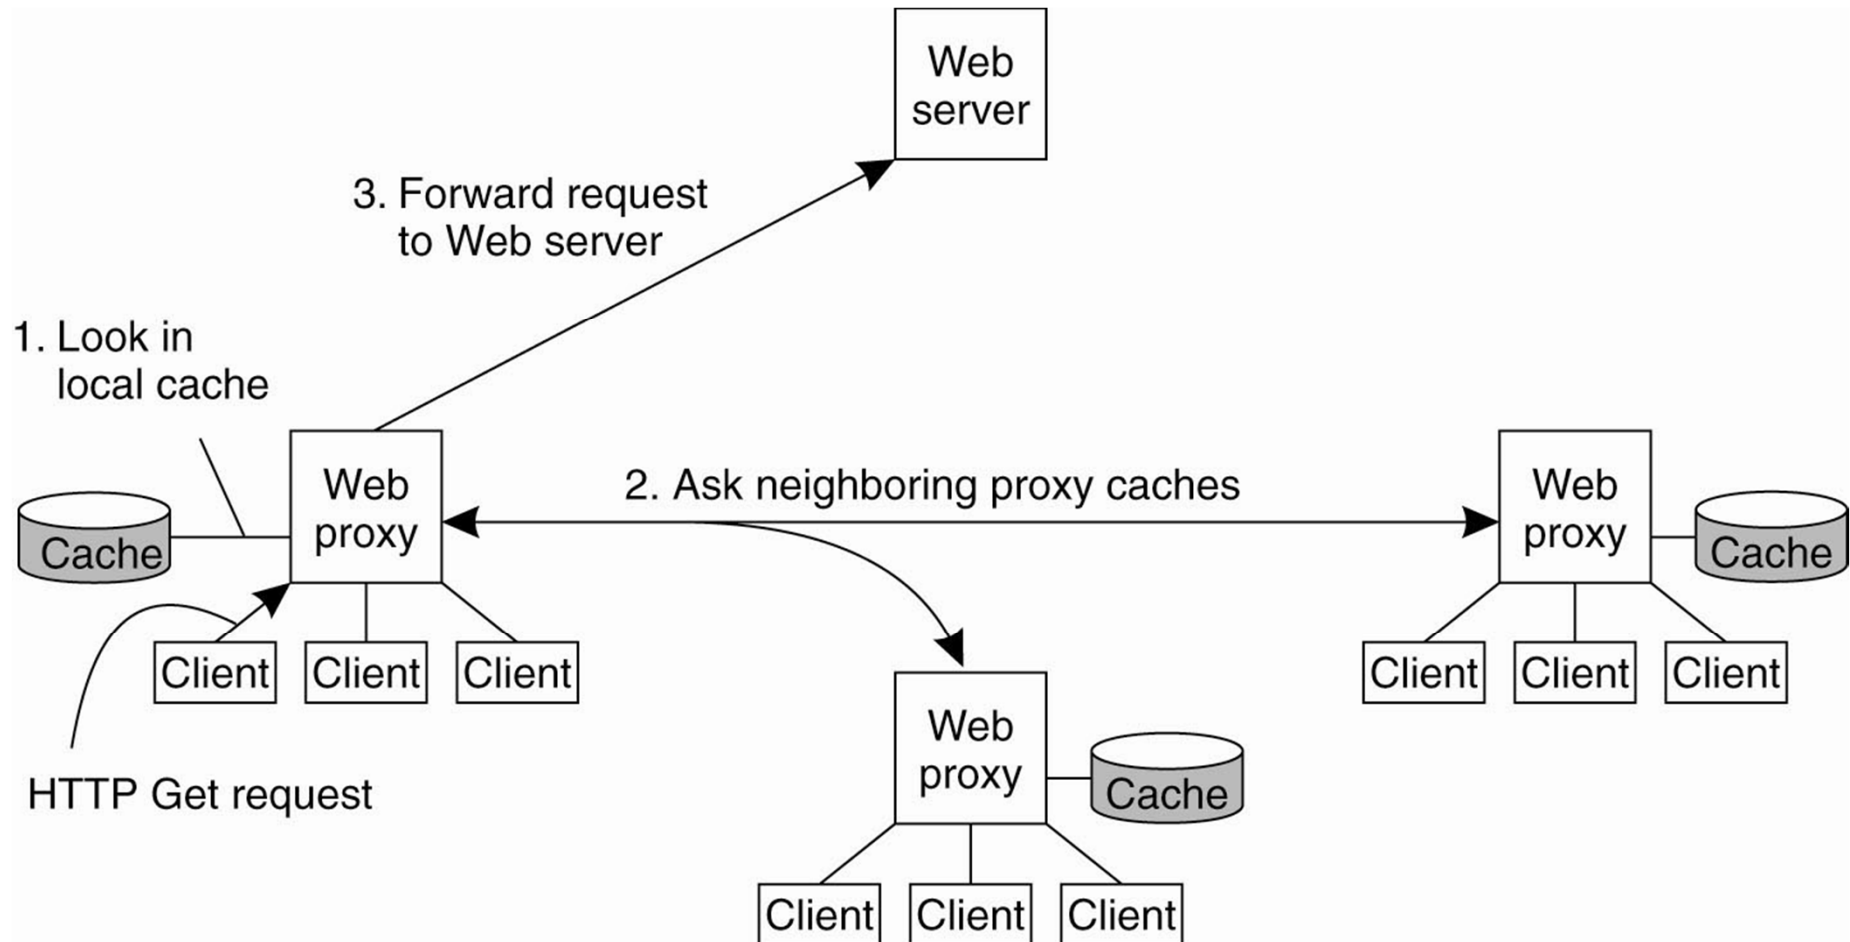 Web
server
3. Forward request
to Web server
1. Look in
local cache
Web
proxy
2. Ask neighboring proxy caches
Web
proxy
Cache
Cache
Client
Client
Client
Client
Client
Client
Web
proxy
Cache
HTTP Get request
Client
Client
Client